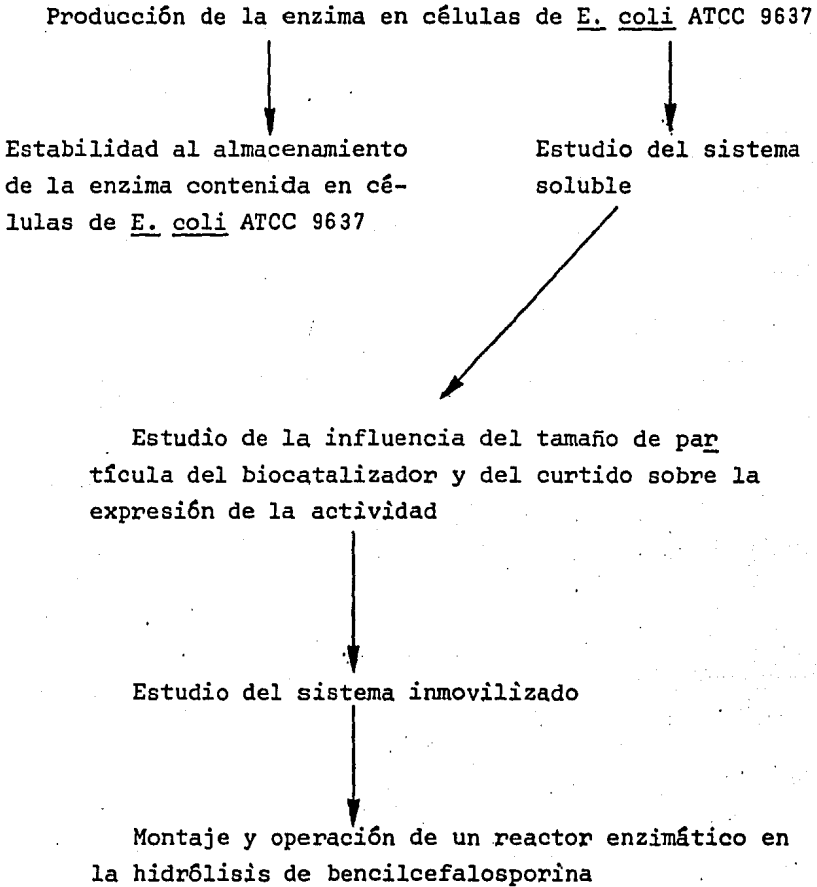 Producción de la enzima en células de E. coli ATCC 9637
Estabilidad al almacenamiento
de la enzima contenida en cé-
lulas de E. coli ATCC 9637
Estudio del sistema
soluble
Estudio de la influencia del tamaño de par
tícula del biocatalizador y del curtido sobre la
expresión de la actividad
Estudio del sistema inmovilizado
Montaje y operación de un reactor enzimático en
la hidrólisis de bencilcefalosporina